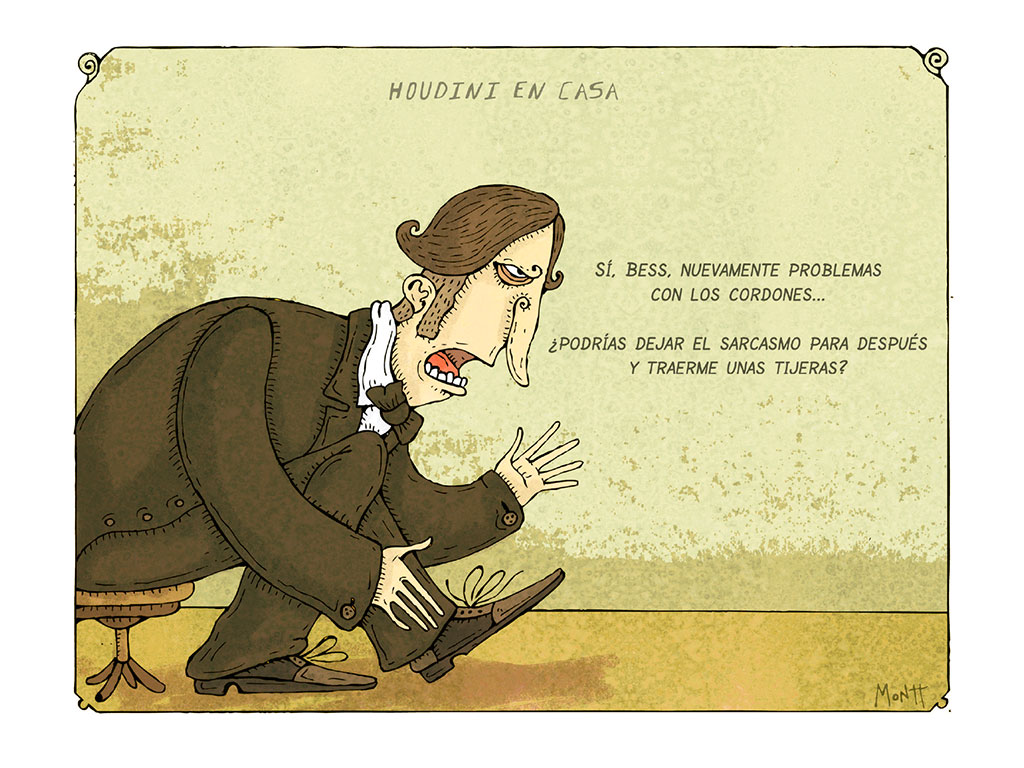 HOUDINI EN CASA
SÍ, BESS, NUEVAMENTE PROBLEMAS
CON LOS CORDONES...
¿PODRÍAS DEJAR EL SARCASMO PARA DESPUÉS
Y TRAERME UNAS TIJERAS?
MONTT